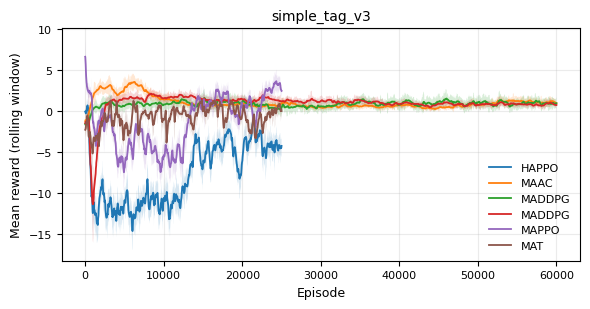 simple_tag_v3
Mean reward (rolling window)
10
5
0
−5
−10
−15
0
10000
20000
30000
40000
50000
60000
Episode
HAPPO
MAAC
MADDPG
MADDPG
MAPPO
MAT